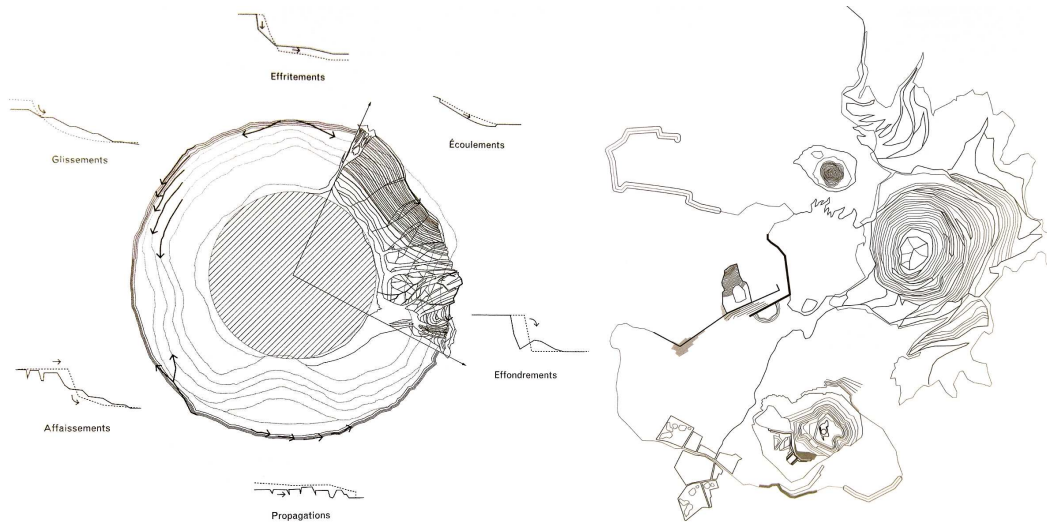 Effritements
Écoulements
Glissements
Effondrements
Affaissements
Propagations